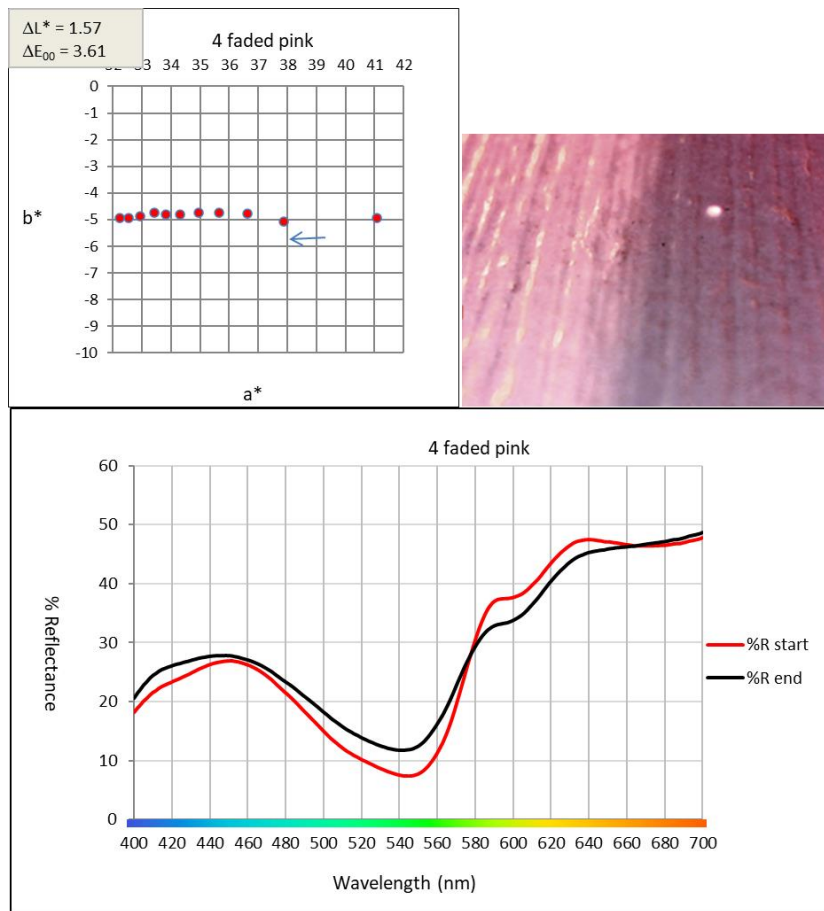 ΔL* = 1.57
ΔE₀₀ = 3.61
4 faded pink
32 33 34 35 36 37 38 39 40 41 42
0
-1
-2
-3
-4
b*
-5
-6
-7
-8
-9
-10
a*
4 faded pink
60
50
40
30
20
10
0
% Reflectance
%R start
%R end
400 420 440 460 480 500 520 540 560 580 600 620 640 660 680 700
Wavelength (nm)